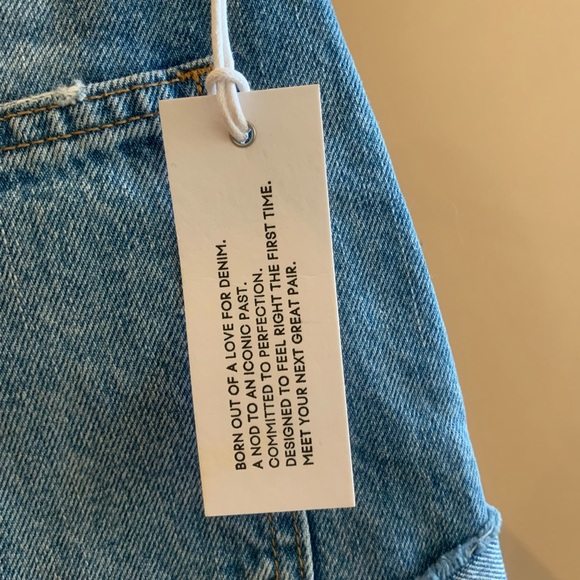 BORN OUT OF A LOVE FOR DENIM.
A NOD TO AN ICONIC PAST.
COMMITTED TO PERFECTION.
DESIGNED TO FEEL RIGHT THE FIRST TIME.
MEET YOUR NEXT GREAT PAIR.